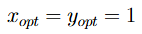 x_{opt} = y_{opt} = 1